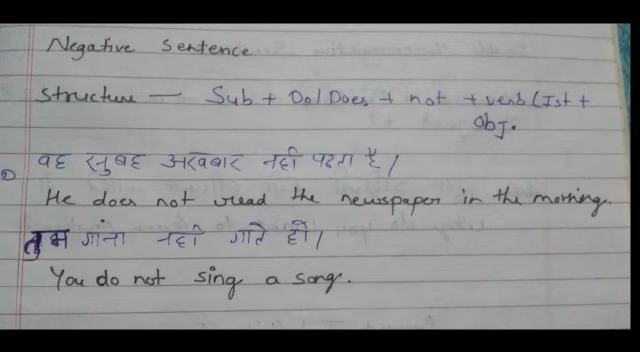 Negative Sentence
Structure — Sub + Do/Does + not + verb(Ist +
Obj.
वह सुबह अखबार नहीं पढता है।
He does not read the newspaper in the morning.
तुम गाना नहीं गाते हो।
You do not sing a song.